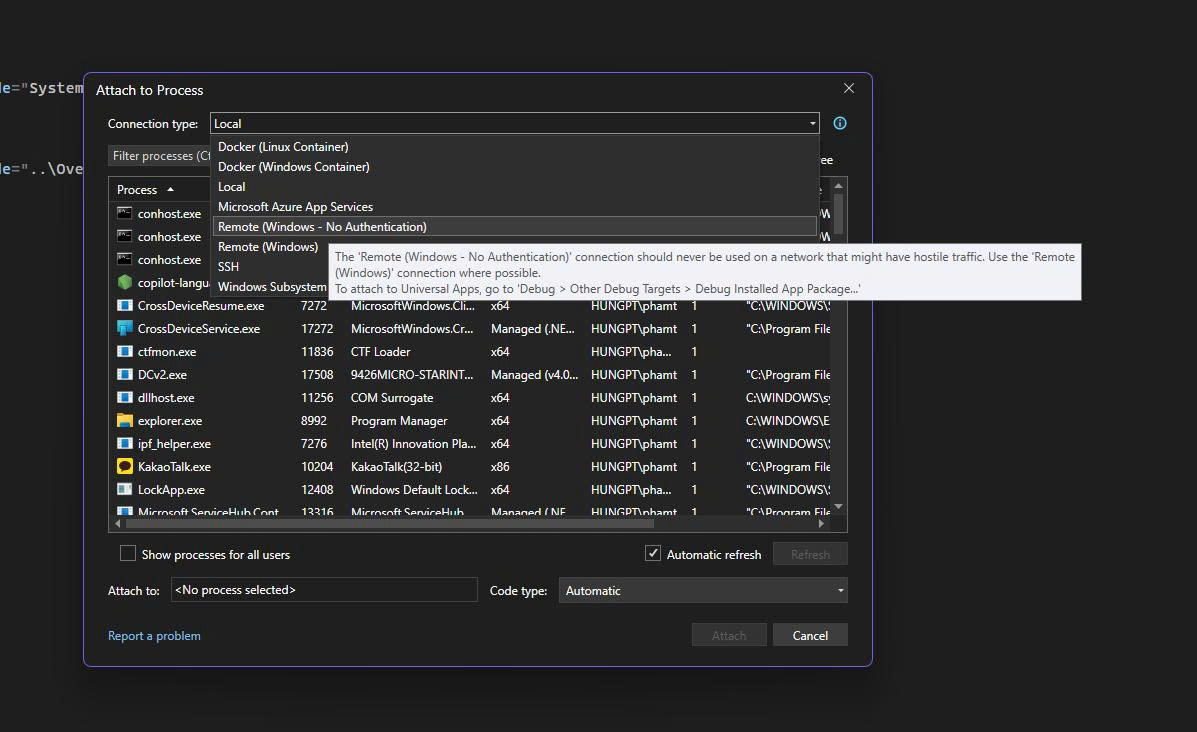 le="System
Attach to Process
Connection type: Local
Docker (Linux Container)
Docker (Windows Container)
Local
Microsoft Azure App Services
Remote (Windows - No Authentication)
Remote (Windows)
SSH
Windows Subsystem
The 'Remote (Windows - No Authentication)' connection should never be used on a network that might have hostile traffic. Use the 'Remote
(Windows)' connection where possible.
To attach to Universal Apps, go to 'Debug > Other Debug Targets > Debug Installed App Package...'
Filter processes (Ct
ee
le="..\Ove
Process
conhost.exe
conhost.exe
conhost.exe
copilot-langu
CrossDeviceResume.exe 7272 MicrosoftWindows.Cli... x64 HUNGPT\phamt 1 "C:\WINDOWS\S
CrossDeviceService.exe 17272 MicrosoftWindows.Cr... Managed (.NE... HUNGPT\phamt 1 "C:\Program File
ctfmon.exe 11836 CTF Loader x64 HUNGPT\pha... 1
DCv2.exe 17508 9426MICRO-STARINT... Managed (v4.0... HUNGPT\phamt 1 "C:\Program File
dllhost.exe 11256 COM Surrogate x64 HUNGPT\phamt 1 C:\WINDOWS\sy
explorer.exe 8992 Program Manager x64 HUNGPT\phamt 1 C:\WINDOWS\E
ipf_helper.exe 7276 Intel(R) Innovation Pla... x64 HUNGPT\phamt 1 "C:\WINDOWS\S
KakaoTalk.exe 10204 KakaoTalk(32-bit) x86 HUNGPT\phamt 1 "C:\Program File
LockApp.exe 12408 Windows Default Lock... x64 HUNGPT\pha... 1 "C:\WINDOWS\S
Microsoft.ServiceHub.Cont 13316 Microsoft.ServiceHub Managed (.NE HUNGPT\phamt 1 "C:\Program File
Show processes for all users
Automatic refresh Refresh
Attach to: <No process selected> Code type: Automatic
Report a problem Attach Cancel